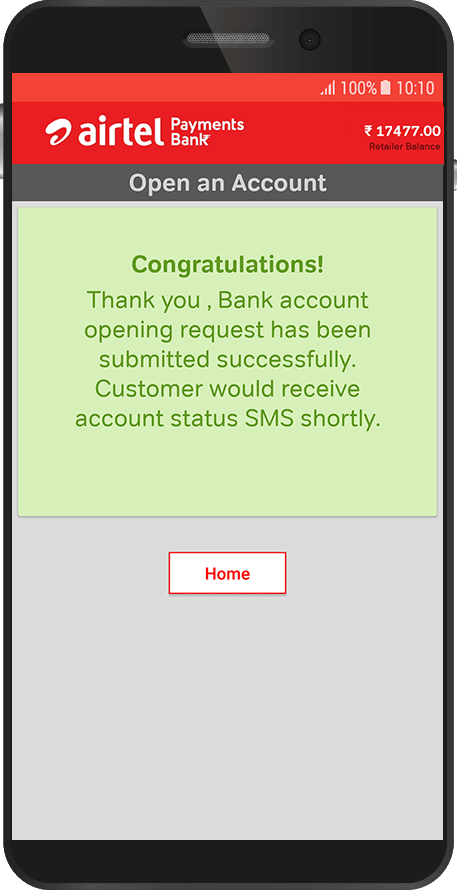 100% 10:10
airtel Payments Bank
₹ 17477.00
Retailer Balance
Open an Account
Congratulations!
Thank you , Bank account
opening request has been
submitted successfully.
Customer would receive
account status SMS shortly.
Home